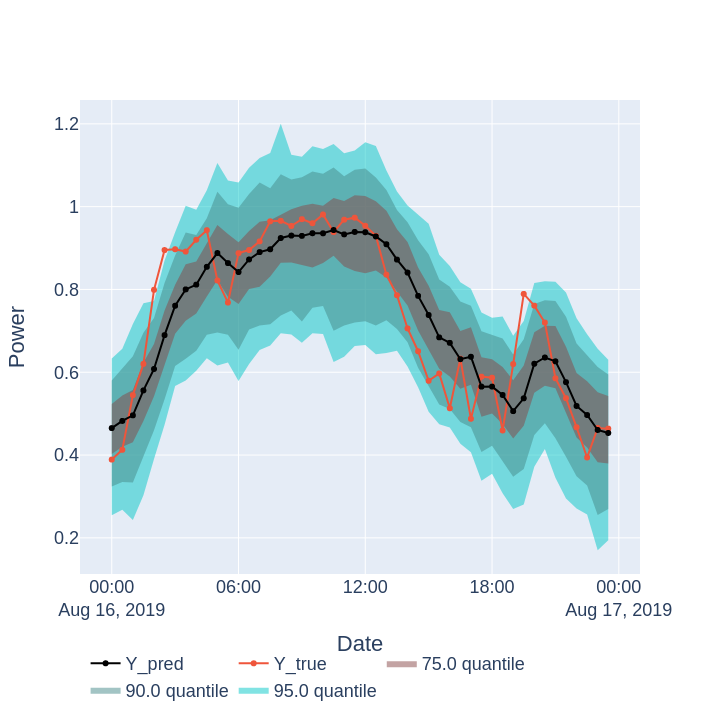 1.2
1
0.8
0.6
0.4
0.2
Power
00:00 06:00 12:00 18:00 00:00
Aug 16, 2019 Aug 17, 2019
Date
Y_pred Y_true 75.0 quantile
90.0 quantile 95.0 quantile